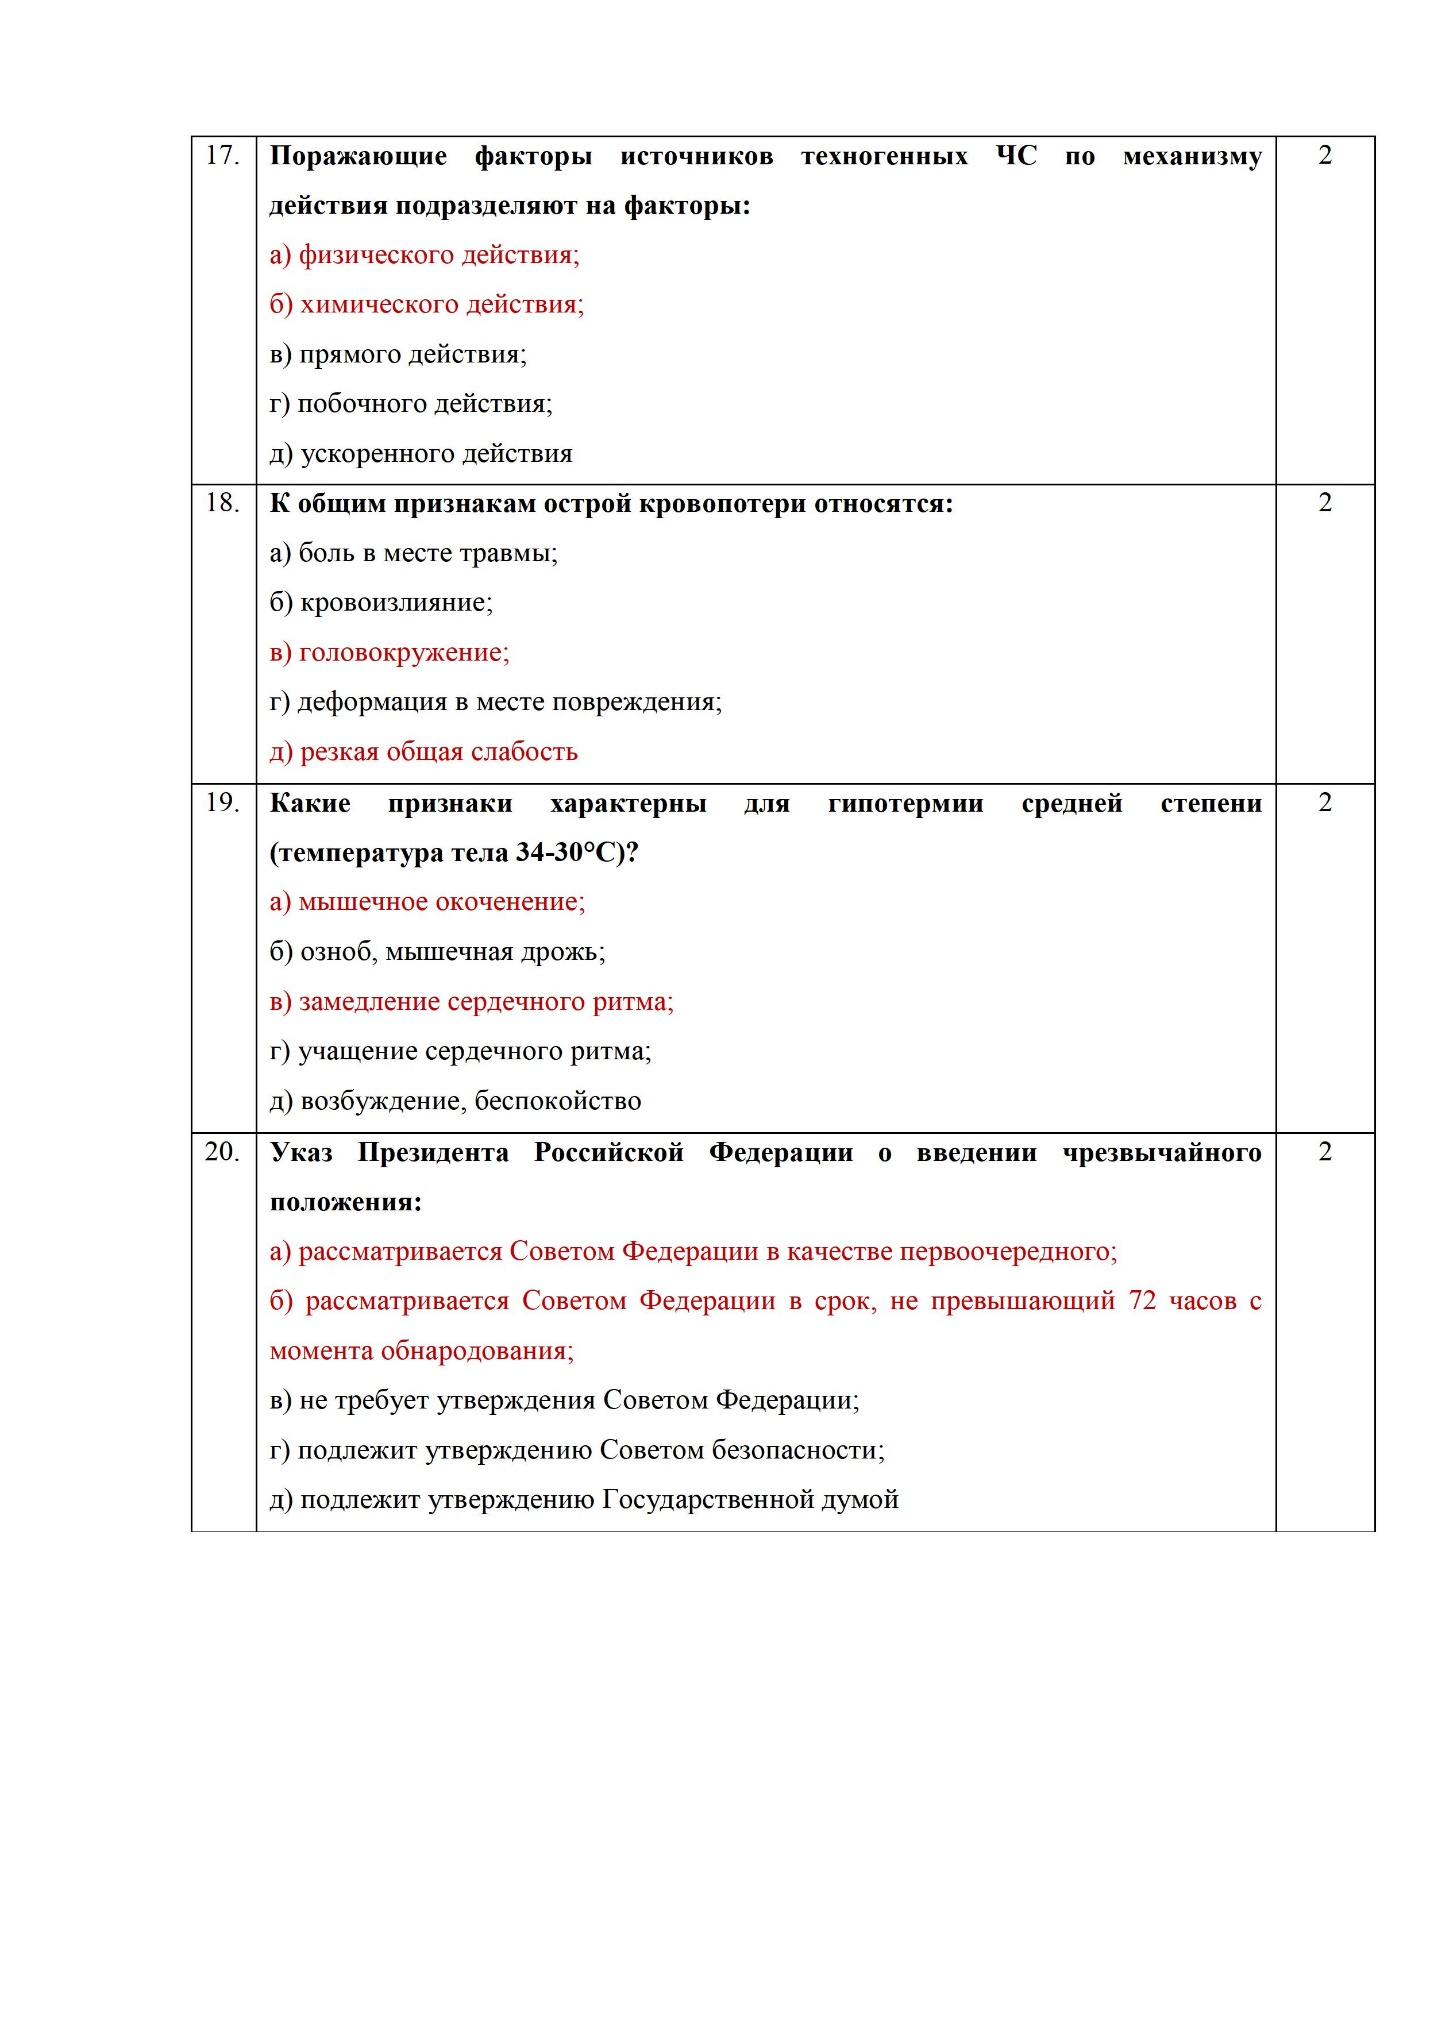 17. Поражающие факторы источников техногенных ЧС по механизму 2
действия подразделяют на факторы:
а) физического действия;
б) химического действия;
в) прямого действия;
г) побочного действия;
д) ускоренного действия
18. К общим признакам острой кровопотери относятся: 2
а) боль в месте травмы;
б) кровоизлияние;
в) головокружение;
г) деформация в месте повреждения;
д) резкая общая слабость
19. Какие признаки характерны для гипотермии средней степени 2
(температура тела 34-30°С)?
а) мышечное окоченение;
б) озноб, мышечная дрожь;
в) замедление сердечного ритма;
г) учащение сердечного ритма;
д) возбуждение, беспокойство
20. Указ Президента Российской Федерации о введении чрезвычайного 2
положения:
а) рассматривается Советом Федерации в качестве первоочередного;
б) рассматривается Советом Федерации в срок, не превышающий 72 часов с
момента обнародования;
в) не требует утверждения Советом Федерации;
г) подлежит утверждению Советом безопасности;
д) подлежит утверждению Государственной думой